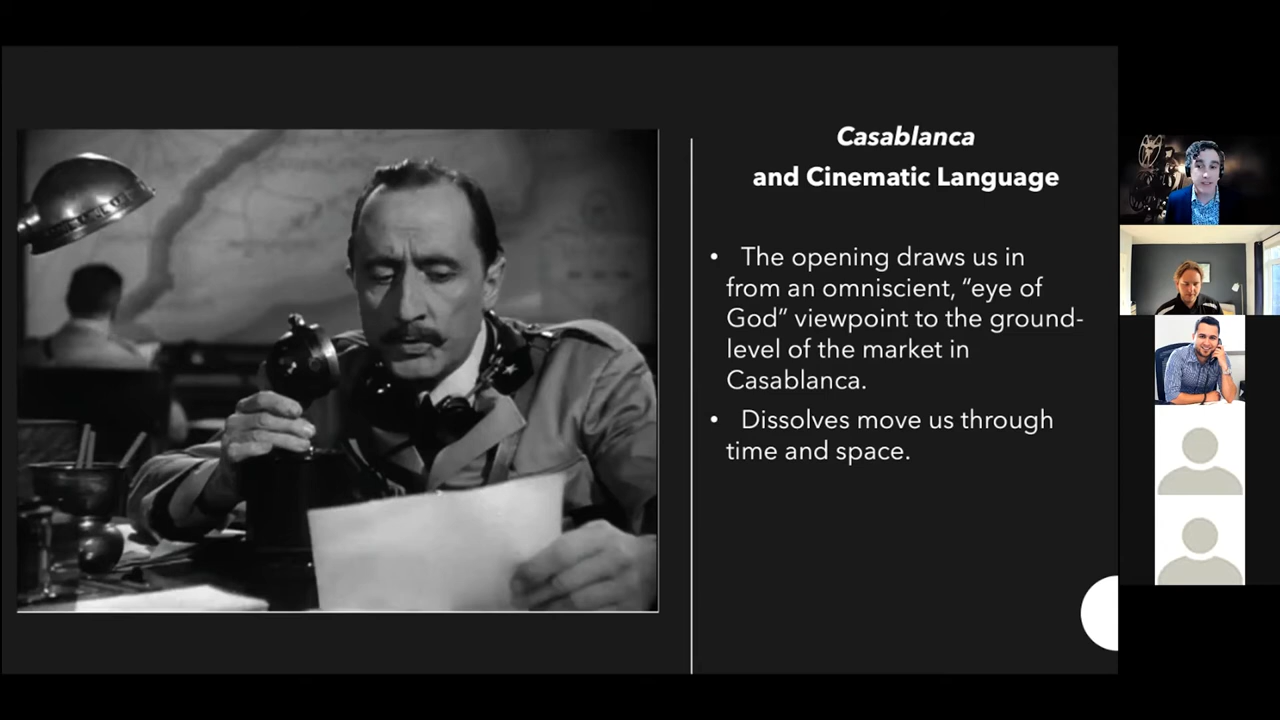 Casablanca
and Cinematic Language
• The opening draws us in
from an omniscient, “eye of
God” viewpoint to the ground-
level of the market in
Casablanca.
• Dissolves move us through
time and space.